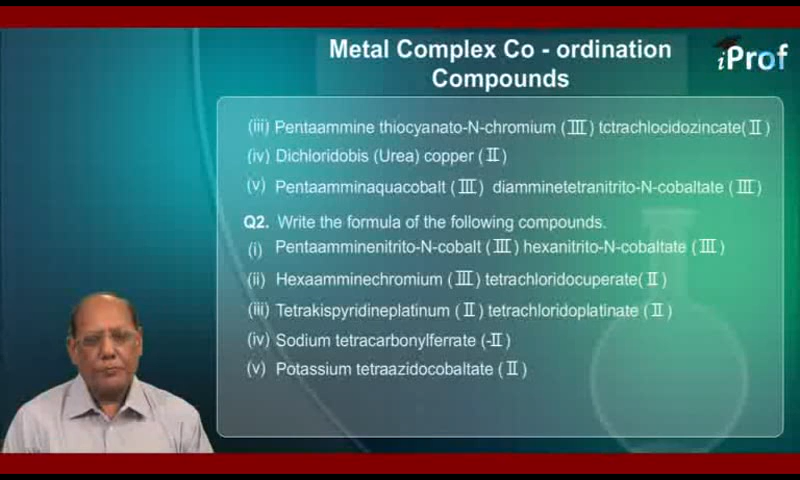 Metal Complex Co - ordination
Compounds
iProf
(iii) Pentaammine thiocyanato-N-chromium (III) tctrachlocidozincate(II)
(iv) Dichloridobis (Urea) copper (II)
(v) Pentaamminaquacobalt (III) diamminetetranitrito-N-cobaltate (III)
Q2. Write the formula of the following compounds.
(i) Pentaamminenitrito-N-cobalt (III) hexanitrito-N-cobaltate (III)
(ii) Hexaamminechromium (III) tetrachloridocuperate(II)
(iii) Tetrakispyridineplatinum (II) tetrachloridoplatinate (II)
(iv) Sodium tetracarbonylferrate (-II)
(v) Potassium tetraazidocobaltate (II)